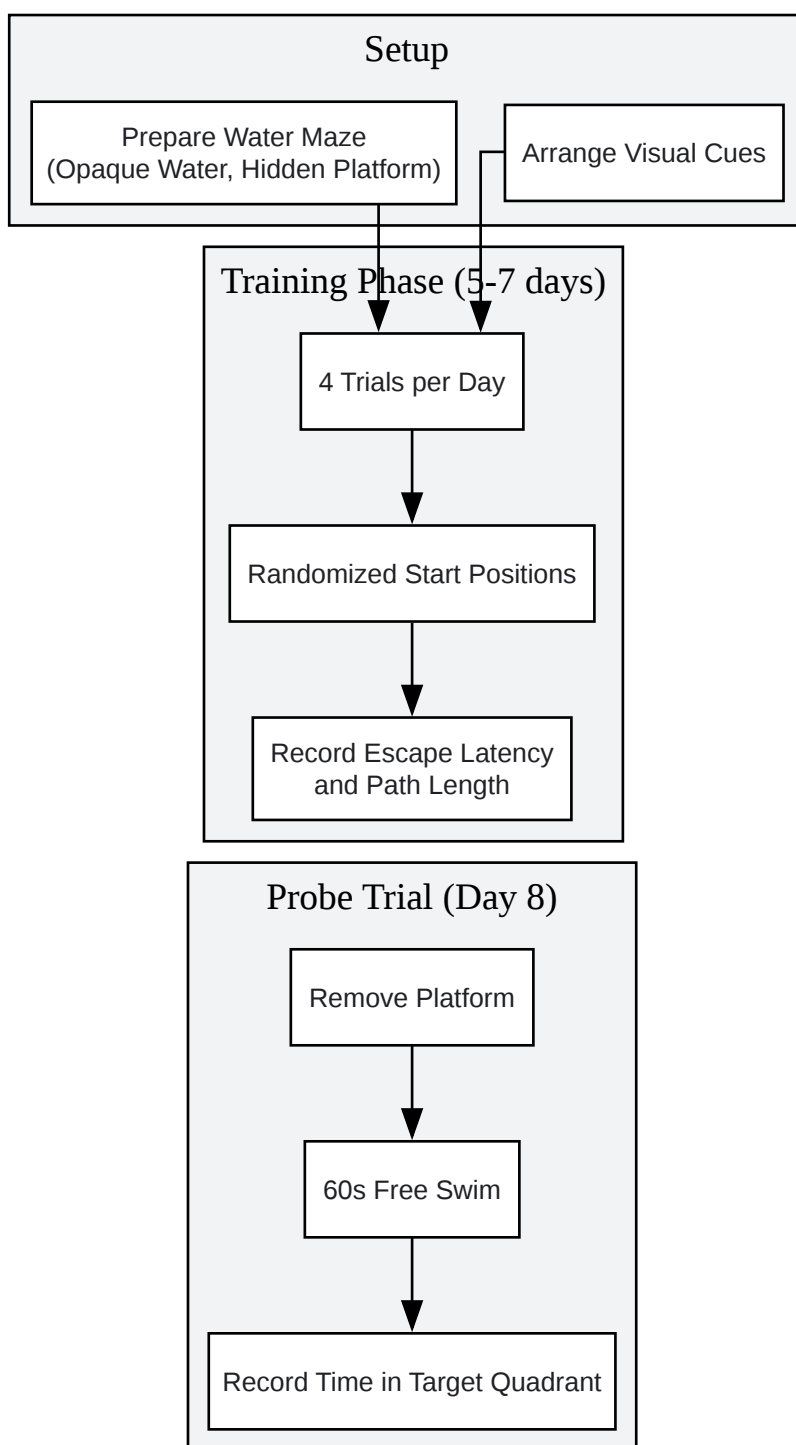 Setup
Prepare Water Maze
(Opaque Water, Hidden Platform)
Arrange Visual Cues
Training Phase (5-7 days)
4 Trials per Day
Randomized Start Positions
Record Escape Latency
and Path Length
Probe Trial (Day 8)
Remove Platform
60s Free Swim
Record Time in Target Quadrant